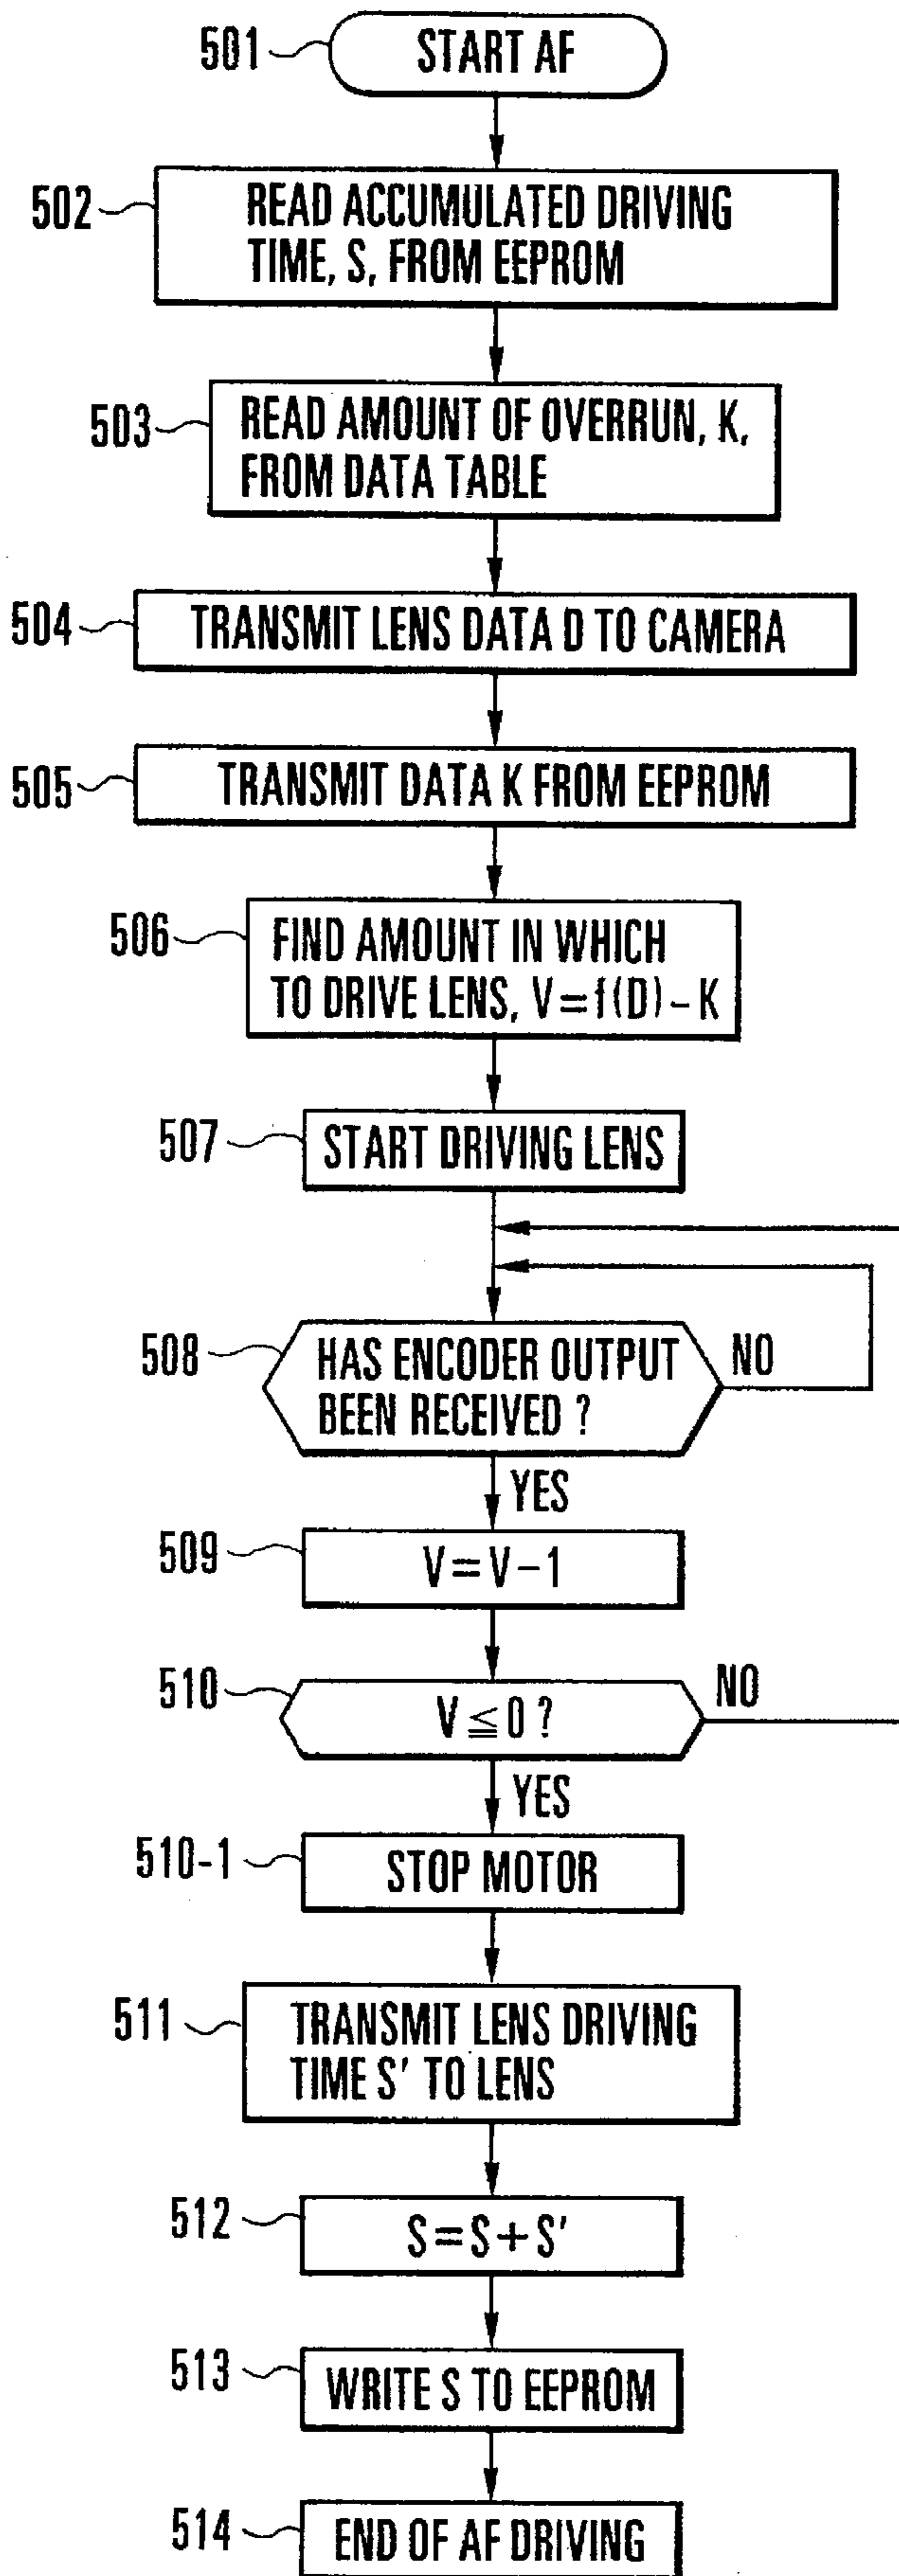 501
START AF
502
READ ACCUMULATED DRIVING
TIME, S, FROM EEPROM
503
READ AMOUNT OF OVERRUN, K,
FROM DATA TABLE
504
TRANSMIT LENS DATA D TO CAMERA
505
TRANSMIT DATA K FROM EEPROM
506
FIND AMOUNT IN WHICH
TO DRIVE LENS, V=f(D)-K
507
START DRIVING LENS
508
HAS ENCODER OUTPUT
BEEN RECEIVED ?
NO
YES
509
V=V-1
510
V≦0 ?
NO
YES
510-1
STOP MOTOR
511
TRANSMIT LENS DRIVING
TIME S' TO LENS
512
S=S+S'
513
WRITE S TO EEPROM
514
END OF AF DRIVING